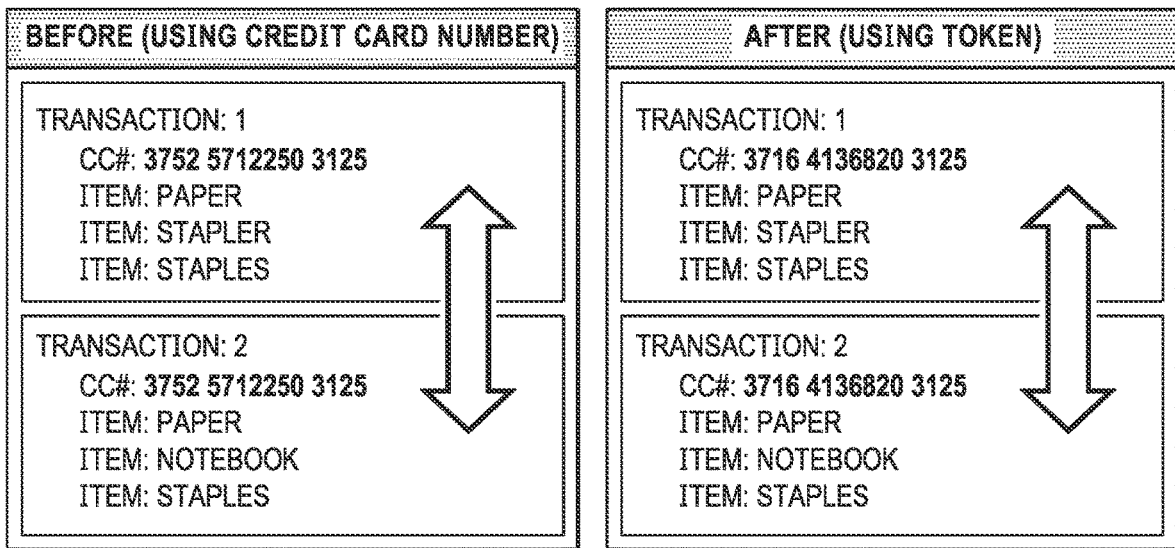 BEFORE (USING CREDIT CARD NUMBER)
TRANSACTION: 1
CC#: 3752 5712250 3125
ITEM: PAPER
ITEM: STAPLER
ITEM: STAPLES
TRANSACTION: 2
CC#: 3752 5712250 3125
ITEM: PAPER
ITEM: NOTEBOOK
ITEM: STAPLES
AFTER (USING TOKEN)
TRANSACTION: 1
CC#: 3716 4136820 3125
ITEM: PAPER
ITEM: STAPLER
ITEM: STAPLES
TRANSACTION: 2
CC#: 3716 4136820 3125
ITEM: PAPER
ITEM: NOTEBOOK
ITEM: STAPLES